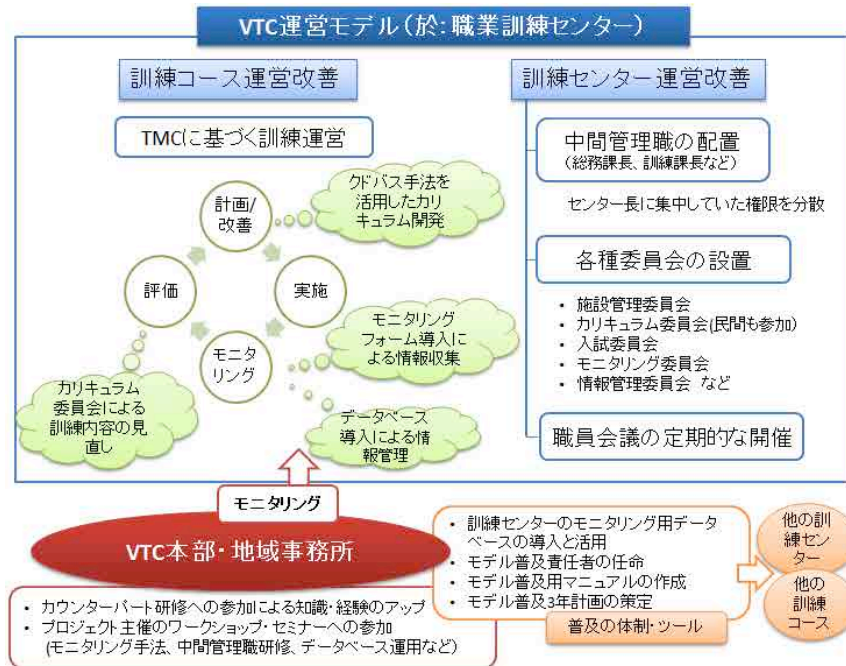 VTC運営モデル（於：職業訓練センター）
訓練コース運営改善
TMCに基づく訓練運営
計画/
改善
実施
モニタ
リング
評価
クドバス手法を
活用したカリ
キュラム開発
モニタリング
フォーム導入に
よる情報収集
データベース
導入による情
報管理
カリキュラム
委員会による
訓練内容の見
直し
訓練センター運営改善
中間管理職の配置
（総務課長、訓練課長など）
センター長に集中していた権限を分散
各種委員会の設置
• 施設管理委員会
• カリキュラム委員会(民間も参加)
• 入試委員会
• モニタリング委員会
• 情報管理委員会 など
職員会議の定期的な開催
モニタリング
VTC本部・地域事務所
• カウンターパート研修への参加による知識・経験のアップ
• プロジェクト主催のワークショップ・セミナーへの参加
(モニタリング手法、中間管理職研修、データベース運用など）
• 訓練センターのモニタリング用データ
ベースの導入と活用
• モデル普及責任者の任命
• モデル普及用マニュアルの作成
• モデル普及3年計画の策定
普及の体制・ツール
他の訓
練セン
ター
他の
訓練
コース